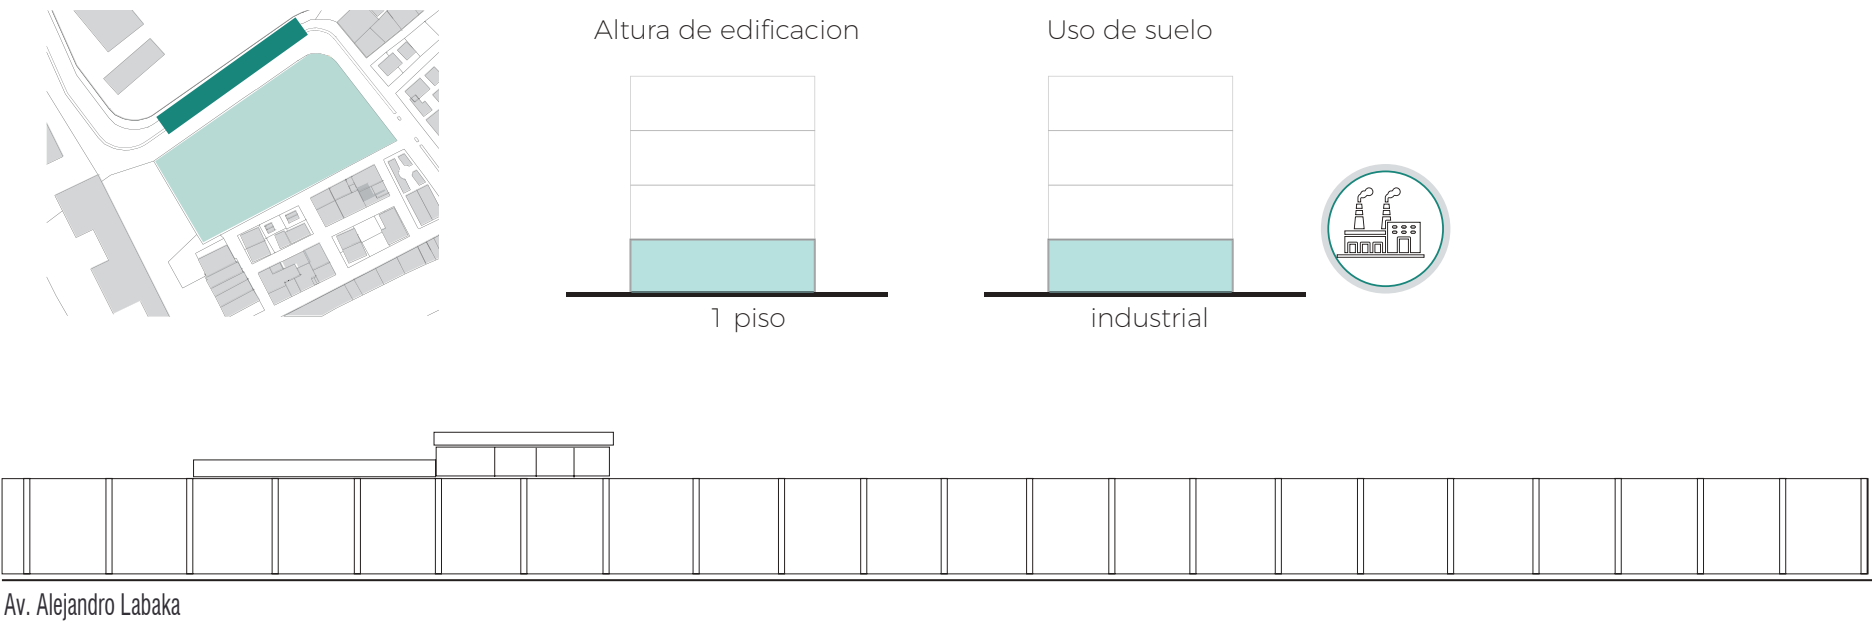 Altura de edificacion
Uso de suelo
1 piso
industrial
Av. Alejandro Labaka